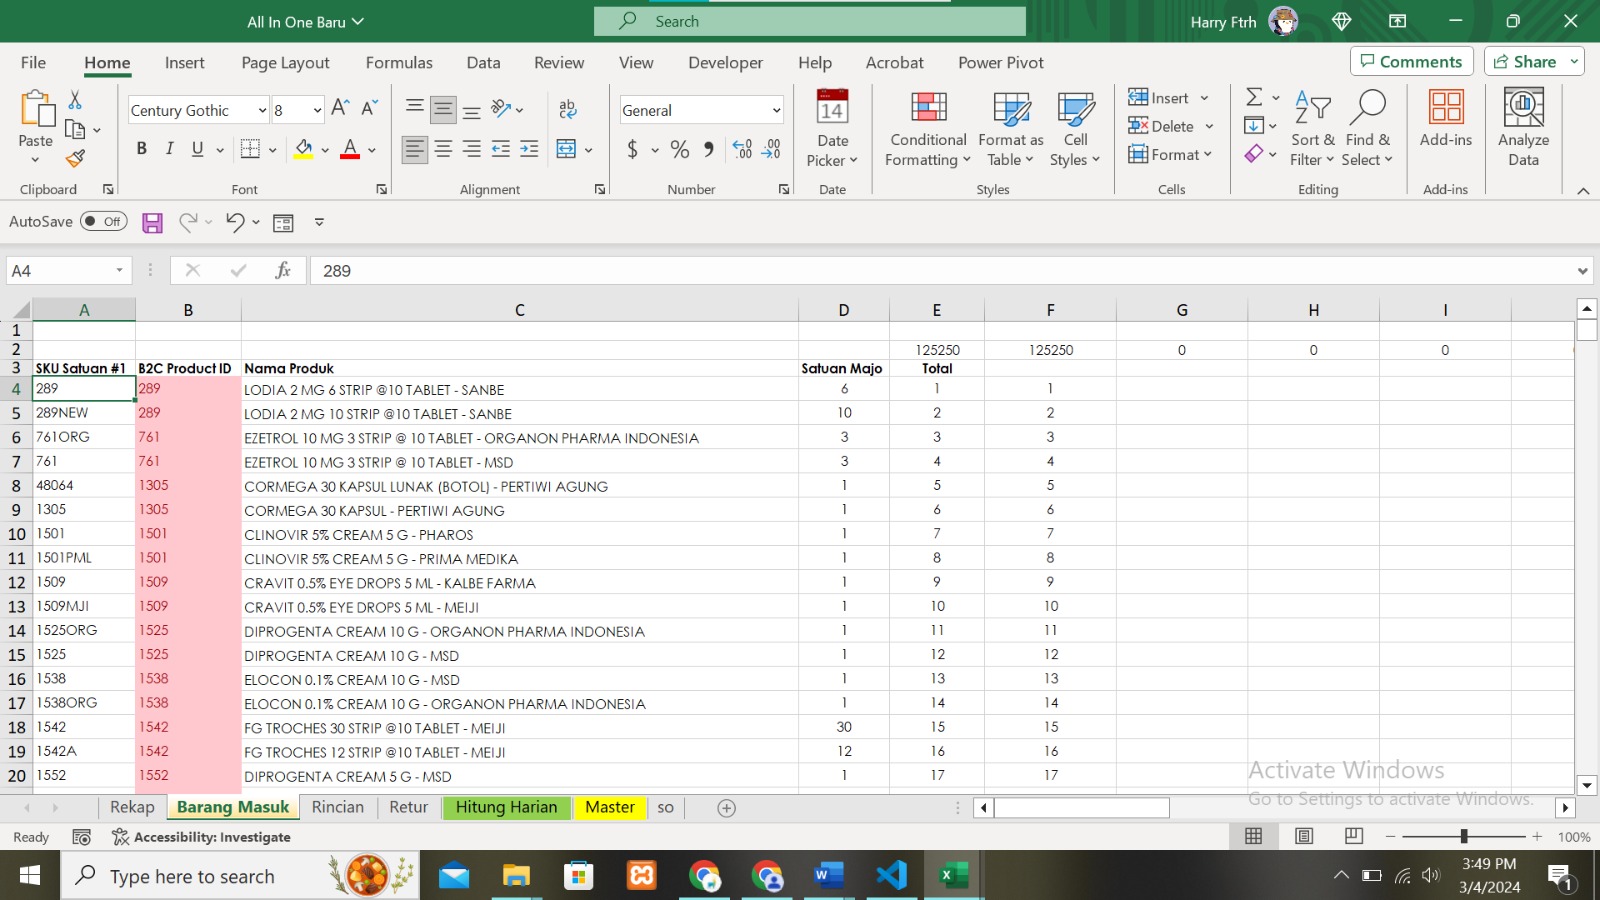 All In One Baru
Search
Harry Ftrh
File Home Insert Page Layout Formulas Data Review View Developer Help Acrobat Power Pivot
Comments Share
Paste
Clipboard
Century Gothic 8
B I U
Font
Alignment
General
Number
14
Date Picker
Date
Conditional Formatting
Format as Table
Cell Styles
Styles
Insert
Delete
Format
Cells
Sort & Filter
Find & Select
Editing
Add-ins
Add-ins
Analyze Data
AutoSave Off
A4 fx 289
A B C D E F G H I
1
2 125250 125250 0 0 0
3 SKU Satuan #1 B2C Product ID Nama Produk Satuan Majo Total
4 289 289 LODIA 2 MG 6 STRIP @10 TABLET - SANBE 6 1 1
5 289NEW 289 LODIA 2 MG 10 STRIP @10 TABLET - SANBE 10 2 2
6 761ORG 761 EZETROL 10 MG 3 STRIP @ 10 TABLET - ORGANON PHARMA INDONESIA 3 3 3
7 761 761 EZETROL 10 MG 3 STRIP @ 10 TABLET - MSD 3 4 4
8 48064 1305 CORMEGA 30 KAPSUL LUNAK (BOTOL) - PERTIWI AGUNG 1 5 5
9 1305 1305 CORMEGA 30 KAPSUL - PERTIWI AGUNG 1 6 6
10 1501 1501 CLINOVIR 5% CREAM 5 G - PHAROS 1 7 7
11 1501PML 1501 CLINOVIR 5% CREAM 5 G - PRIMA MEDIKA 1 8 8
12 1509 1509 CRAVIT 0.5% EYE DROPS 5 ML - KALBE FARMA 1 9 9
13 1509MJI 1509 CRAVIT 0.5% EYE DROPS 5 ML - MEIJI 1 10 10
14 1525ORG 1525 DIPROGENTA CREAM 10 G - ORGANON PHARMA INDONESIA 1 11 11
15 1525 1525 DIPROGENTA CREAM 10 G - MSD 1 12 12
16 1538 1538 ELOCON 0.1% CREAM 10 G - MSD 1 13 13
17 1538ORG 1538 ELOCON 0.1% CREAM 10 G - ORGANON PHARMA INDONESIA 1 14 14
18 1542 1542 FG TROCHES 30 STRIP @10 TABLET - MEIJI 30 15 15
19 1542A 1542 FG TROCHES 12 STRIP @10 TABLET - MEIJI 12 16 16
20 1552 1552 DIPROGENTA CREAM 5 G - MSD 1 17 17
Activate Windows
Go to Settings to activate Windows.
Rekap Barang Masuk Rincian Retur Hitung Harian Master so
Ready Accessibility: Investigate 100%
Type here to search
3:49 PM
3/4/2024
1